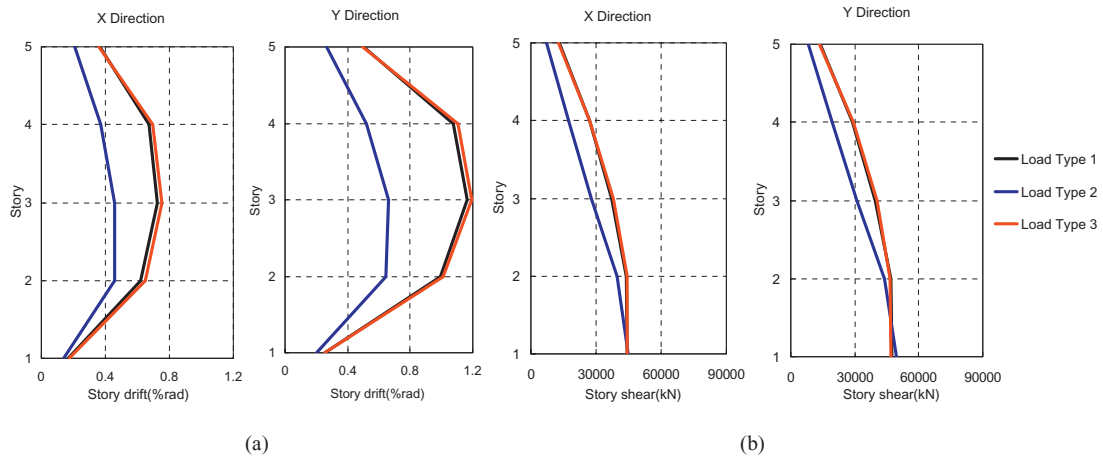 X Direction
Y Direction
X Direction
Y Direction
5
4
3
2
1
Story
0 0.4 0.8 1.2
Story drift(%rad)
5
4
3
2
1
Story
0 0.4 0.8 1.2
Story drift(%rad)
5
4
3
2
1
Story
0 30000 60000 90000
Story shear(kN)
5
4
3
2
1
Story
0 30000 60000 90000
Story shear(kN)
Load Type 1
Load Type 2
Load Type 3
(a)
(b)